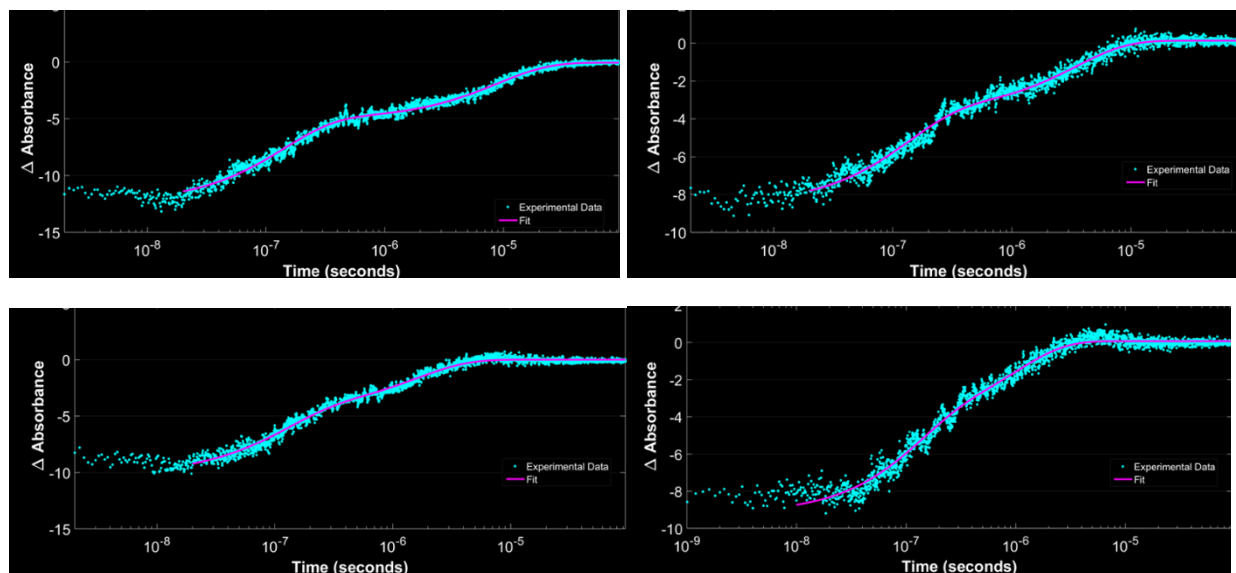 0
-5
-10
-15
Δ Absorbance
10-8
10-7
10-6
10-5
Time (seconds)
Experimental Data
Fit
0
-2
-4
-6
-8
-10
Δ Absorbance
10-8
10-7
10-6
10-5
Time (seconds)
Experimental Data
Fit
0
-5
-10
-15
Δ Absorbance
10-8
10-7
10-6
10-5
Time (seconds)
Experimental Data
Fit
2
0
-2
-4
-6
-8
-10
Δ Absorbance
10-9
10-8
10-7
10-6
10-5
Time (seconds)
Experimental Data
Fit